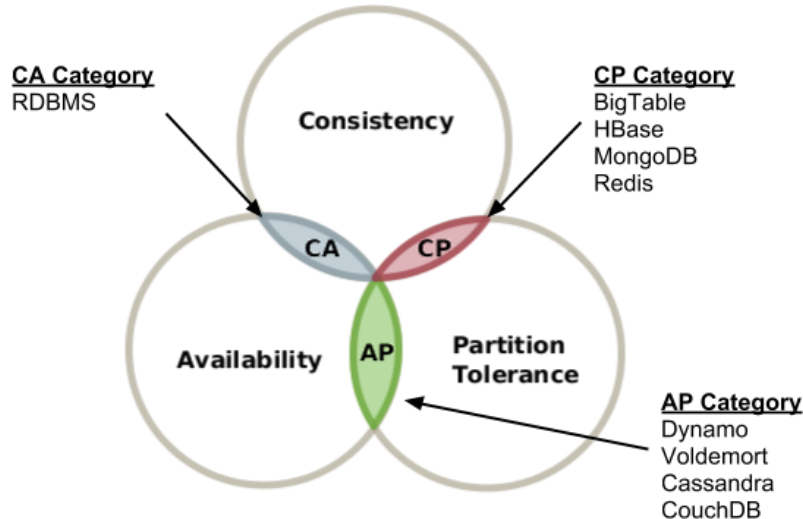 CA Category
RDBMS
Consistency
CP Category
BigTable
HBase
MongoDB
Redis
CA
CP
Availability
AP
Partition
Tolerance
AP Category
Dynamo
Voldemort
Cassandra
CouchDB